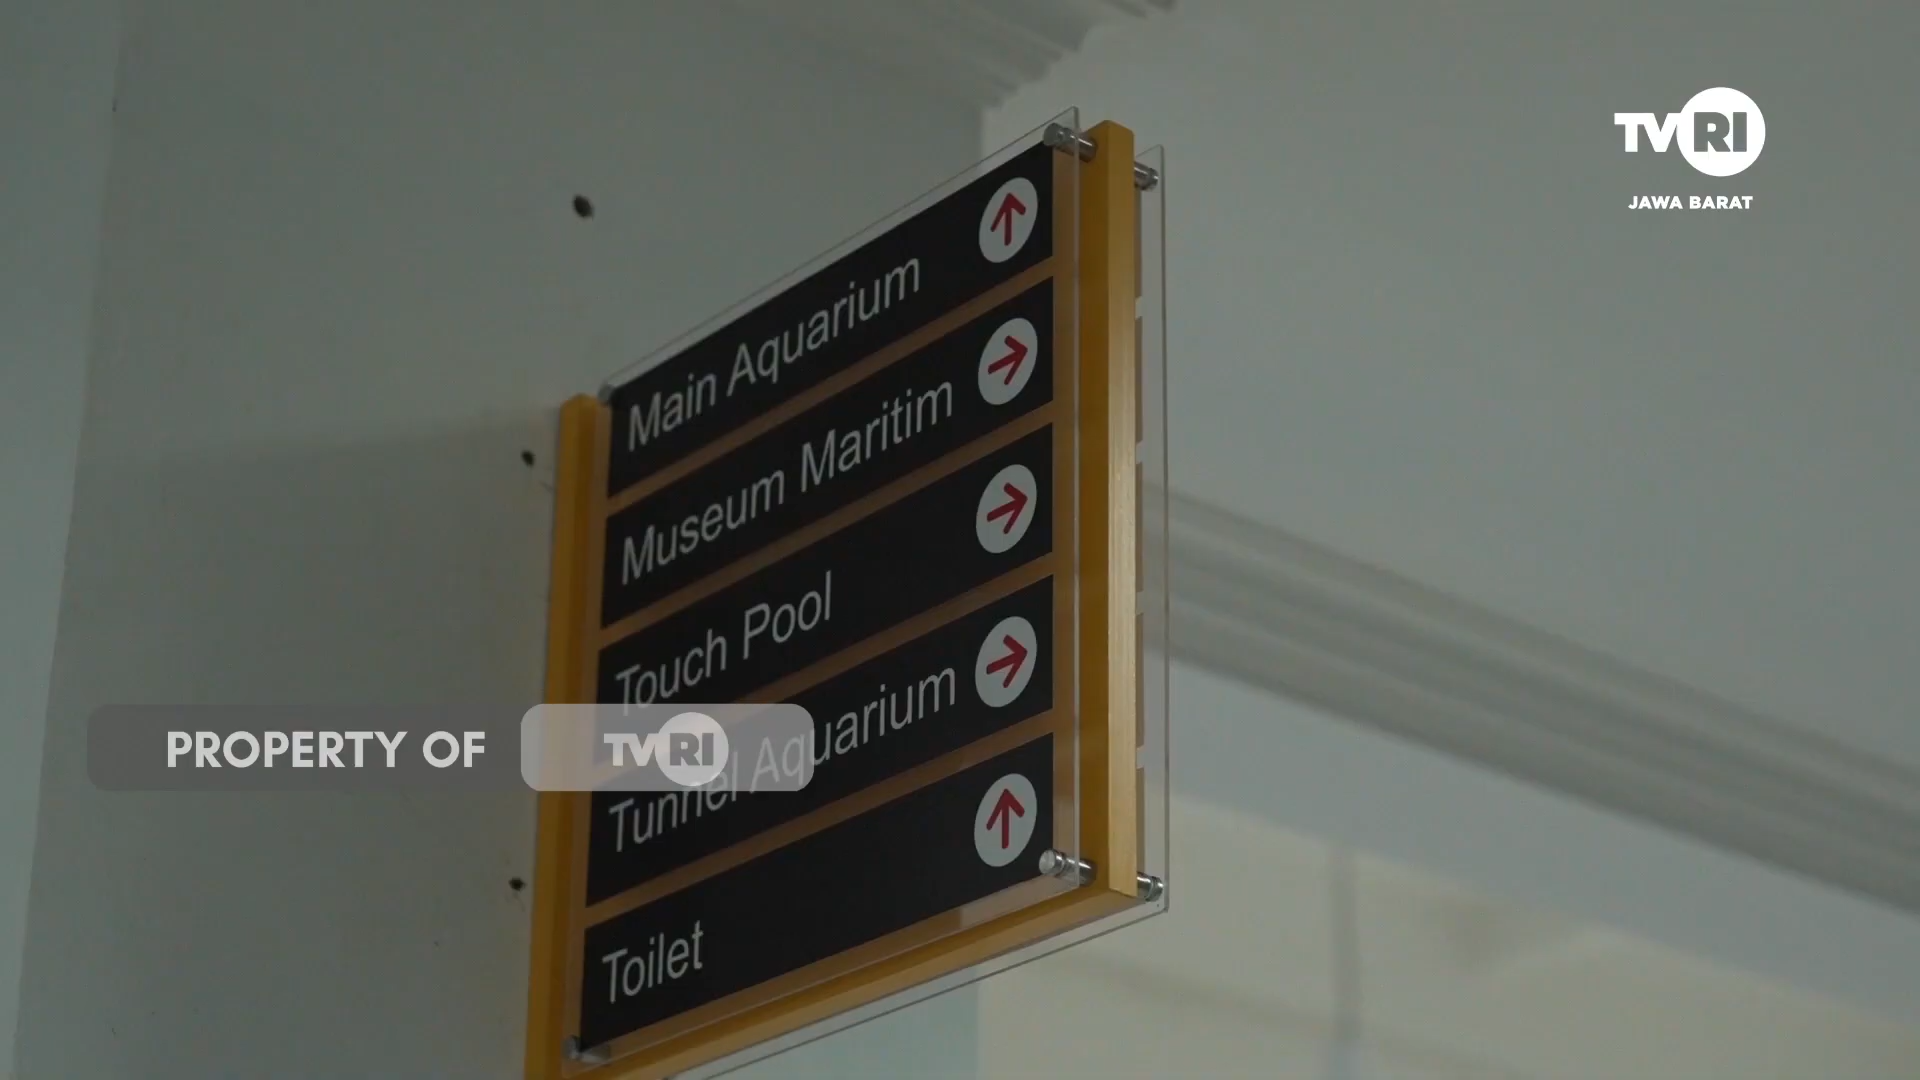 TVRI
JAWA BARAT
Main Aquarium
Museum Maritim
Touch Pool
Tunnel Aquarium
Toilet
PROPERTY OF TVRI